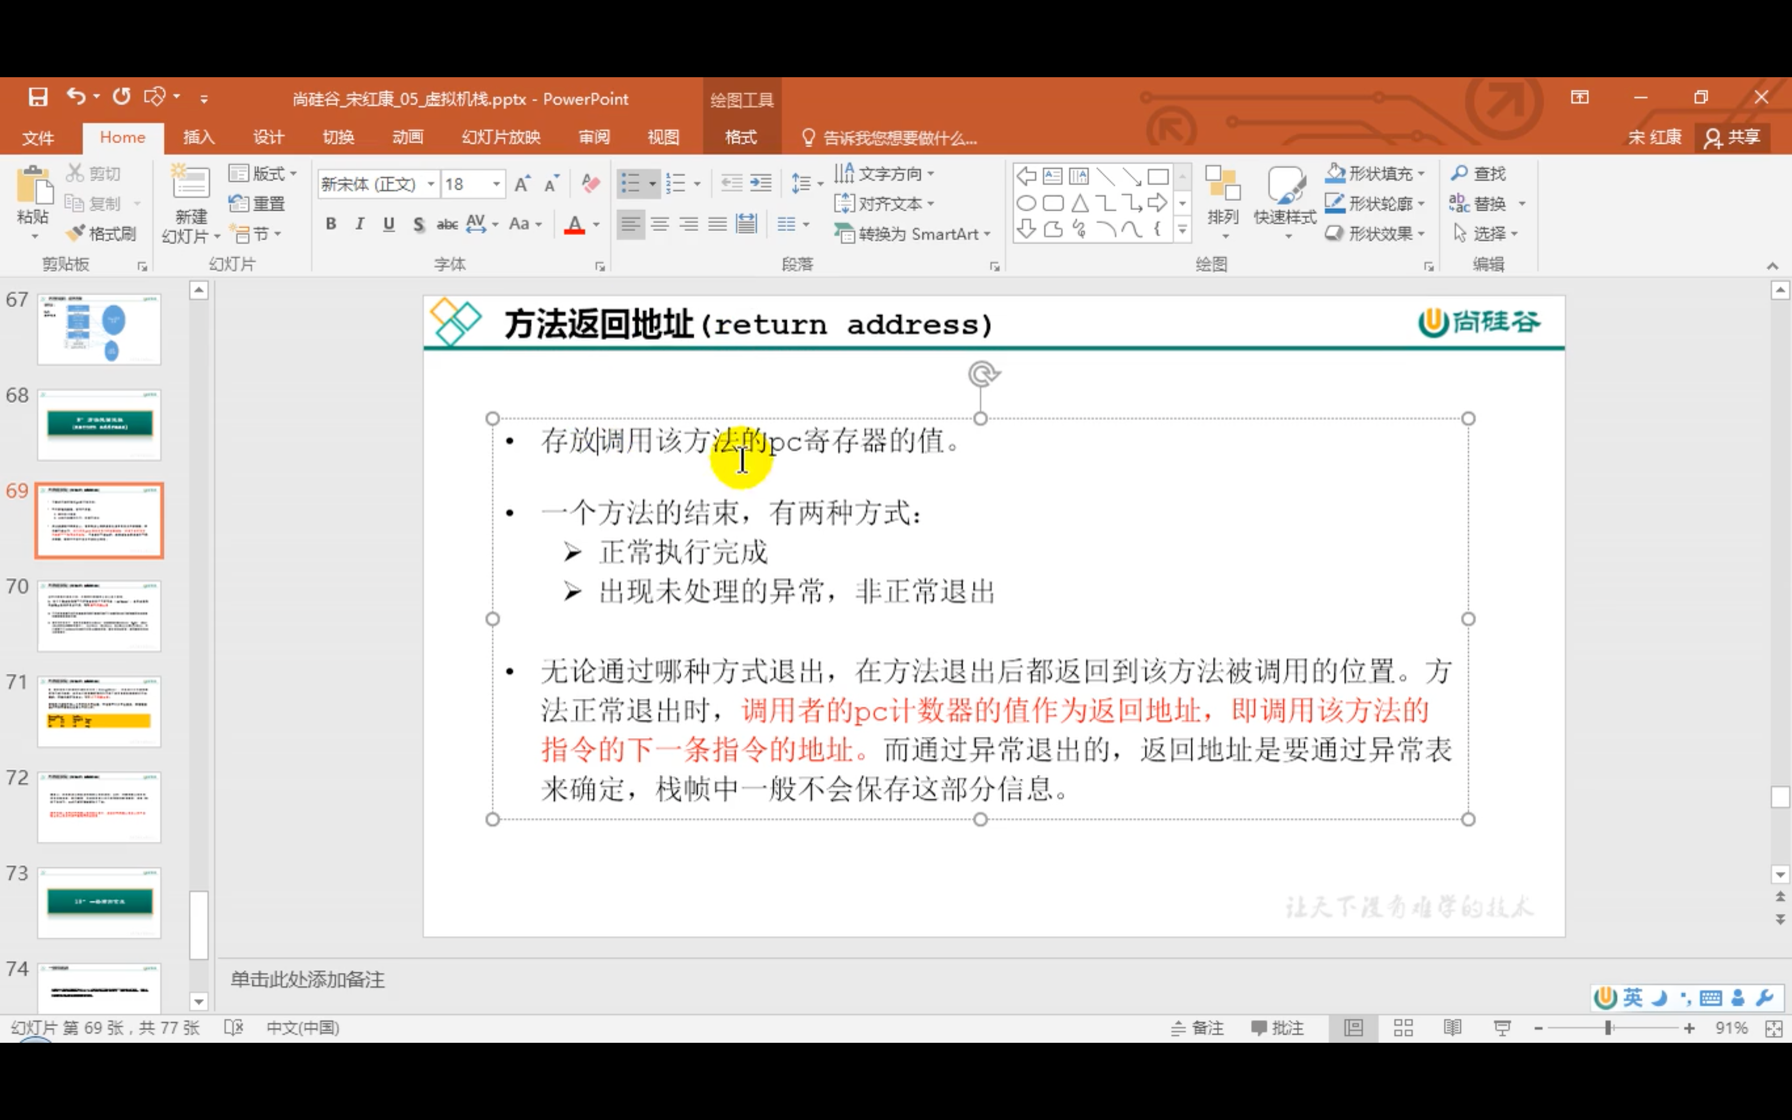 尚硅谷_宋红康_05_虚拟机栈.pptx - PowerPoint
绘图工具
文件 Home 插入 设计 切换 动画 幻灯片放映 审阅 视图 格式 告诉我您想要做什么... 宋 红康 共享
粘贴
剪切
复制
格式刷
剪贴板
新建
幻灯片
版式
重置
节
幻灯片
新宋体 (正文) 18
B I U S abc AV Aa A
字体
文字方向
对齐文本
转换为 SmartArt
段落
排列
快速样式
形状填充
形状轮廓
形状效果
绘图
查找
替换
选择
编辑
67
68
69
70
71
72
73
74
方法返回地址(return address)
尚硅谷
• 存放调用该方法的pc寄存器的值。
• 一个方法的结束，有两种方式：
➢ 正常执行完成
➢ 出现未处理的异常，非正常退出
• 无论通过哪种方式退出，在方法退出后都返回到该方法被调用的位置。方
法正常退出时，调用者的pc计数器的值作为返回地址，即调用该方法的
指令的下一条指令的地址。而通过异常退出的，返回地址是要通过异常表
来确定，栈帧中一般不会保存这部分信息。
让天下没有难学的技术
单击此处添加备注
英
幻灯片 第 69 张，共 77 张 中文(中国) 备注 批注 91%